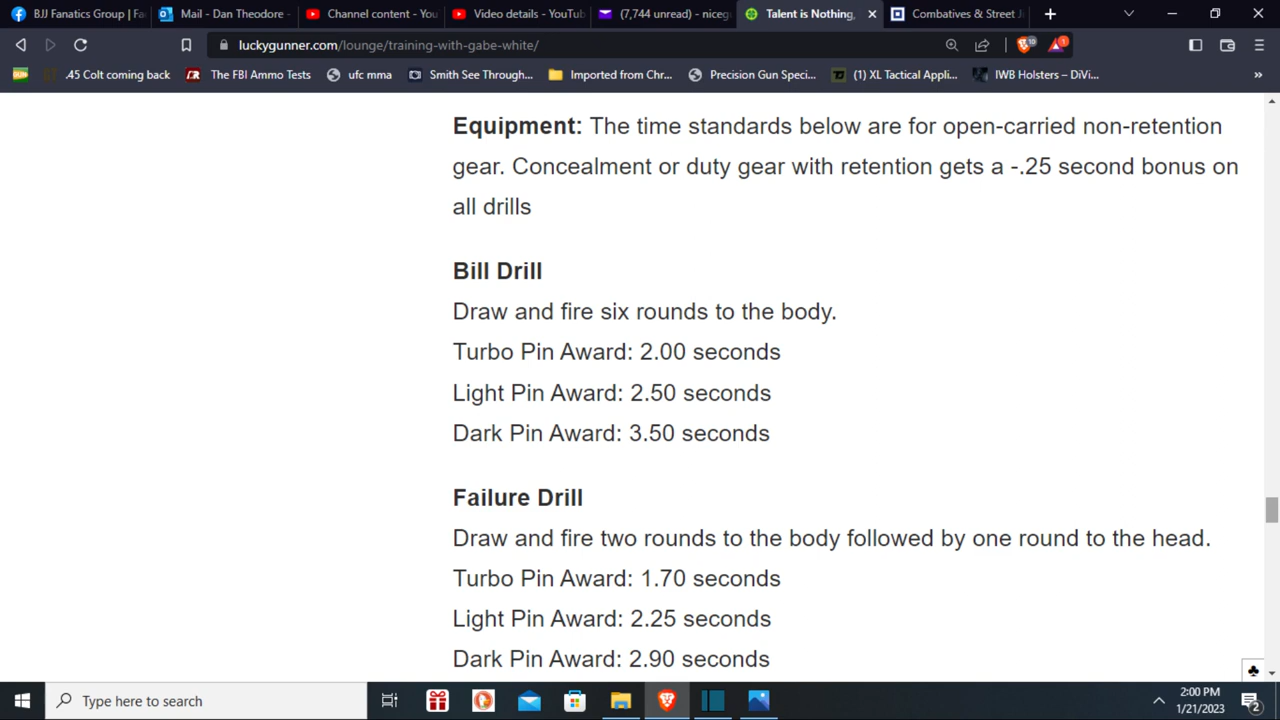 BJJ Fanatics Group | Fa
Mail - Dan Theodore -
Channel content - You
Video details - YouTub
(7,744 unread) - niceg
Talent is Nothing,
Combatives & Street J
luckygunner.com/lounge/training-with-gabe-white/
10
1
.45 Colt coming back
The FBI Ammo Tests
ufc mma
Smith See Through...
Imported from Chr...
Precision Gun Speci...
(1) XL Tactical Appli...
IWB Holsters – DiVi...
Equipment: The time standards below are for open-carried non-retention
gear. Concealment or duty gear with retention gets a -.25 second bonus on
all drills
Bill Drill
Draw and fire six rounds to the body.
Turbo Pin Award: 2.00 seconds
Light Pin Award: 2.50 seconds
Dark Pin Award: 3.50 seconds
Failure Drill
Draw and fire two rounds to the body followed by one round to the head.
Turbo Pin Award: 1.70 seconds
Light Pin Award: 2.25 seconds
Dark Pin Award: 2.90 seconds
Type here to search
2:00 PM
1/21/2023
2